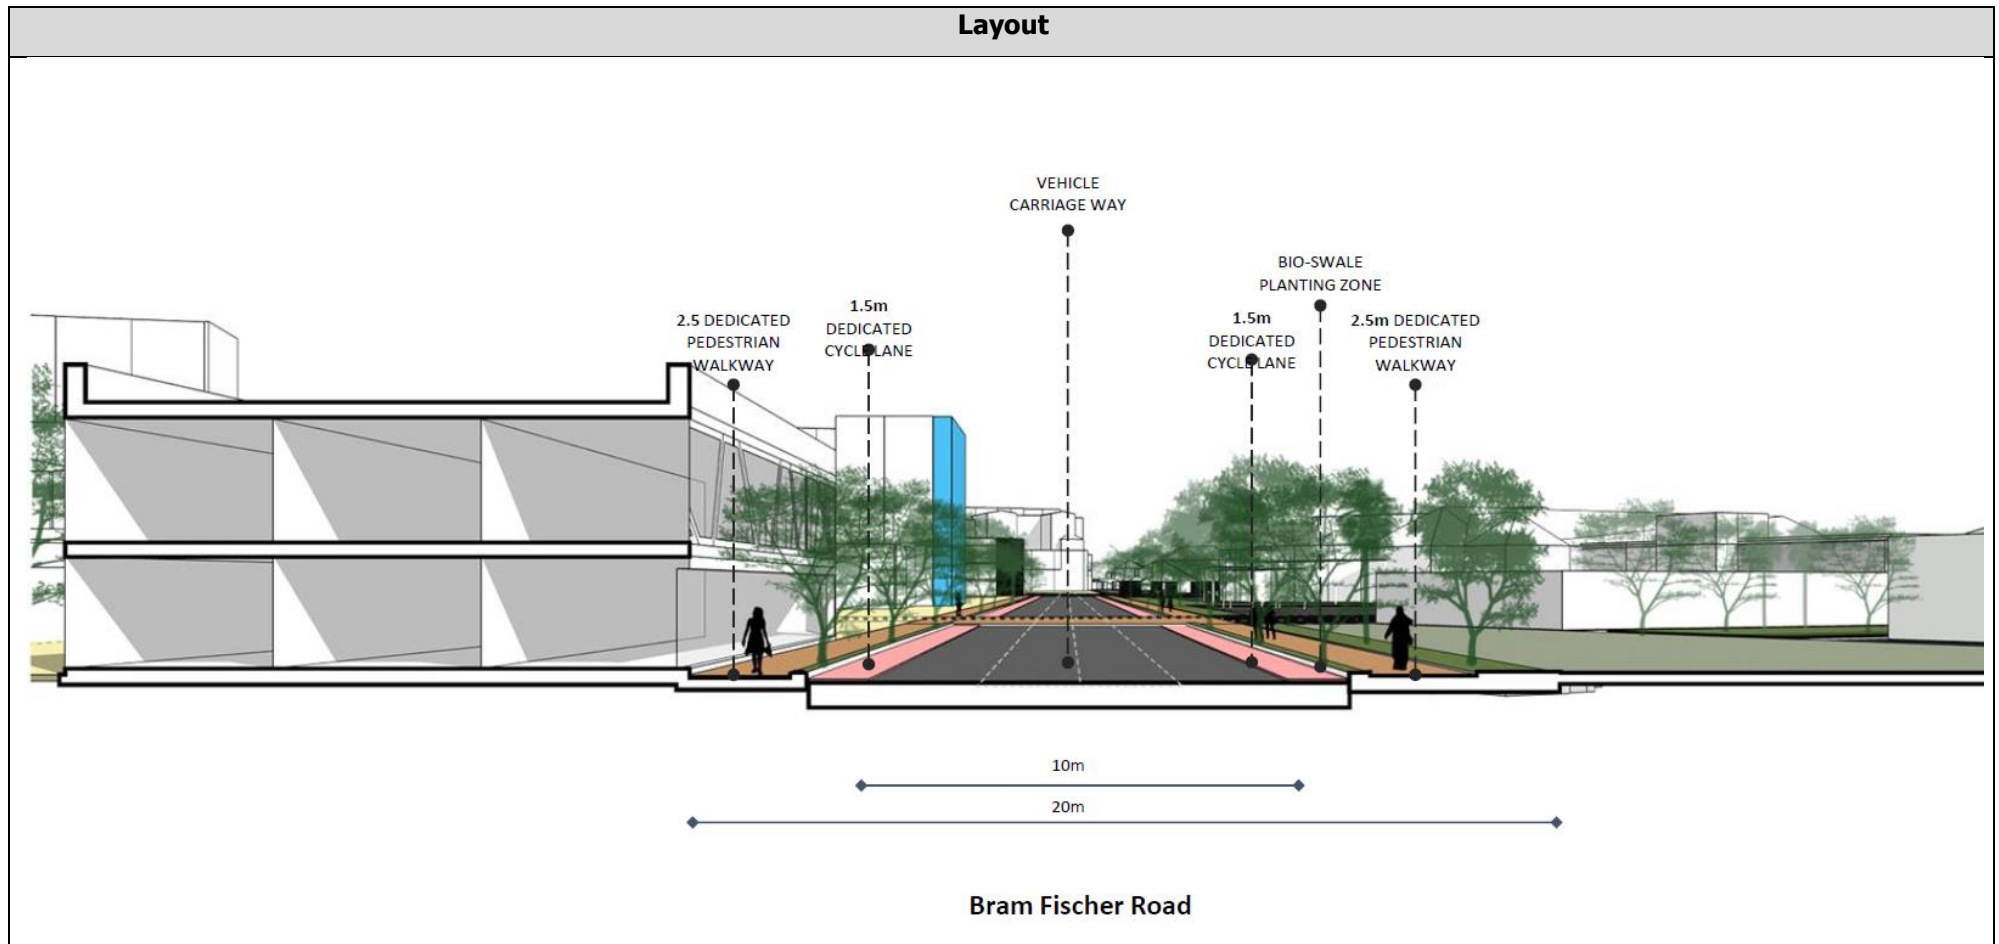 Layout
VEHICLE
CARRIAGE WAY
BIO-SWALE
PLANTING ZONE
2.5 DEDICATED
PEDESTRIAN
WALKWAY
1.5m
DEDICATED
CYCLE LANE
1.5m
DEDICATED
CYCLE LANE
2.5m DEDICATED
PEDESTRIAN
WALKWAY
10m
20m
Bram Fischer Road